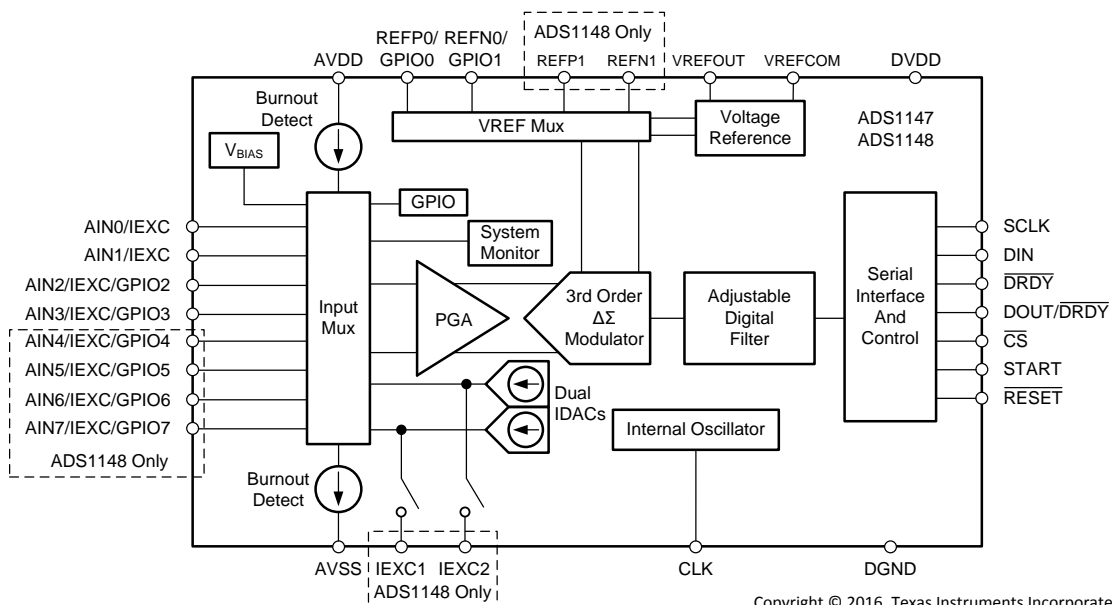 REFP0/ REFN0/ ADS1148 Only
AVDD GPIO0 GPIO1 REFP1 REFN1 VREFOUT VREFCOM DVDD
Burnout
Detect
VREF Mux
Voltage
Reference
ADS1147
ADS1148
VBIAS
GPIO
System
Monitor
AIN0/IEXC
AIN1/IEXC
AIN2/IEXC/GPIO2
AIN3/IEXC/GPIO3
AIN4/IEXC/GPIO4
AIN5/IEXC/GPIO5
AIN6/IEXC/GPIO6
AIN7/IEXC/GPIO7
ADS1148 Only
Input
Mux
PGA
3rd Order
ΔΣ
Modulator
Adjustable
Digital
Filter
Serial
Interface
And
Control
SCLK
DIN
DRDY
DOUT/DRDY
CS
START
RESET
Dual
IDACs
Internal Oscillator
Burnout
Detect
AVSS IEXC1 IEXC2 CLK DGND
ADS1148 Only
Copyright © 2016, Texas Instruments Incorporate